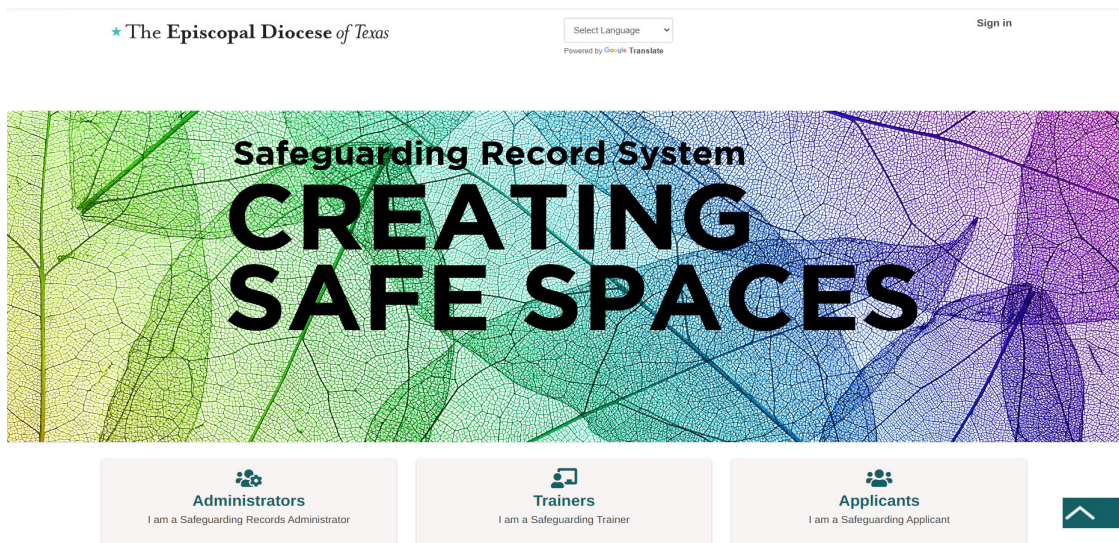 The Episcopal Diocese of Texas
Select Language
Powered by Google Translate
Sign in
Safeguarding Record System
CREATING
SAFE SPACES
Administrators
I am a Safeguarding Records Administrator
Trainers
I am a Safeguarding Trainer
Applicants
I am a Safeguarding Applicant